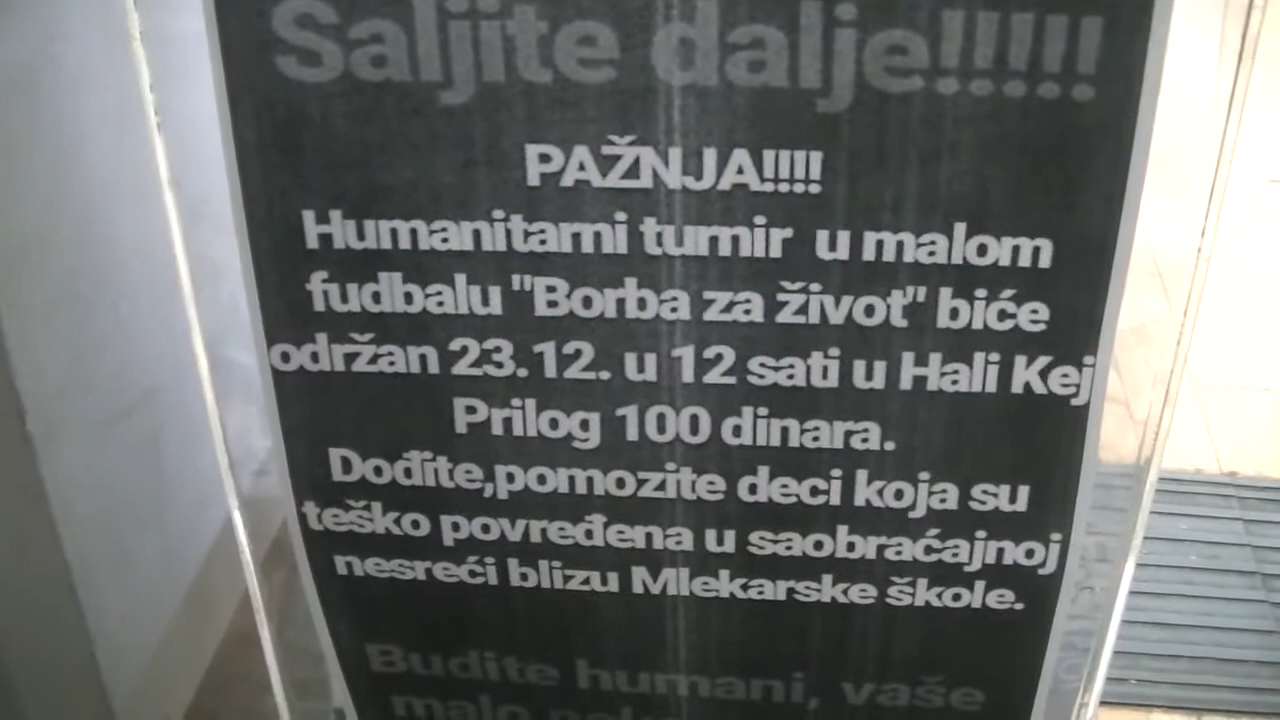 Saljite dalje!!!!!
PAŽNJA!!!!
Humanitarni turnir u malom
fudbalu "Borba za život" biće
održan 23.12. u 12 sati u Hali Kej
Prilog 100 dinara.
Dođite,pomozite deci koja su
teško povređena u saobraćajnoj
nesreći blizu Mlekarske škole.
Budite humani, vaše
malo